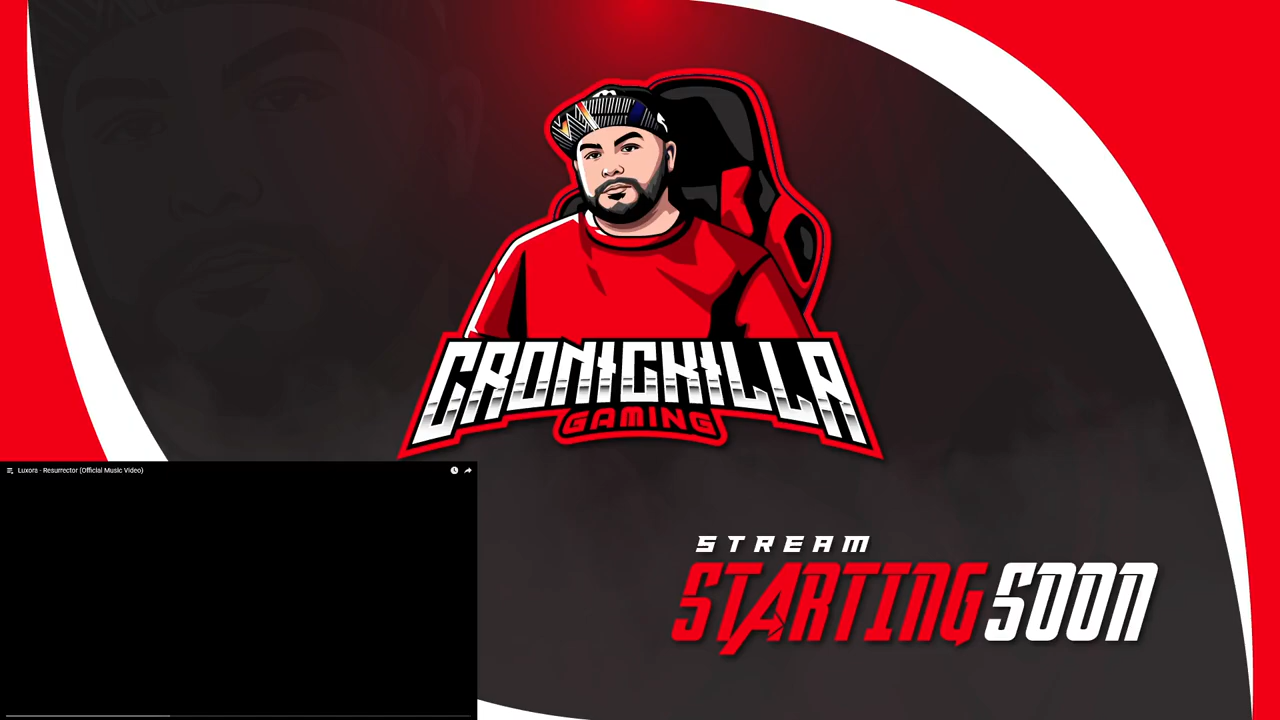 CRONICKILLA
GAMING
Luxora - Resurrector (Official Music Video)
STREAM
STARTING SOON